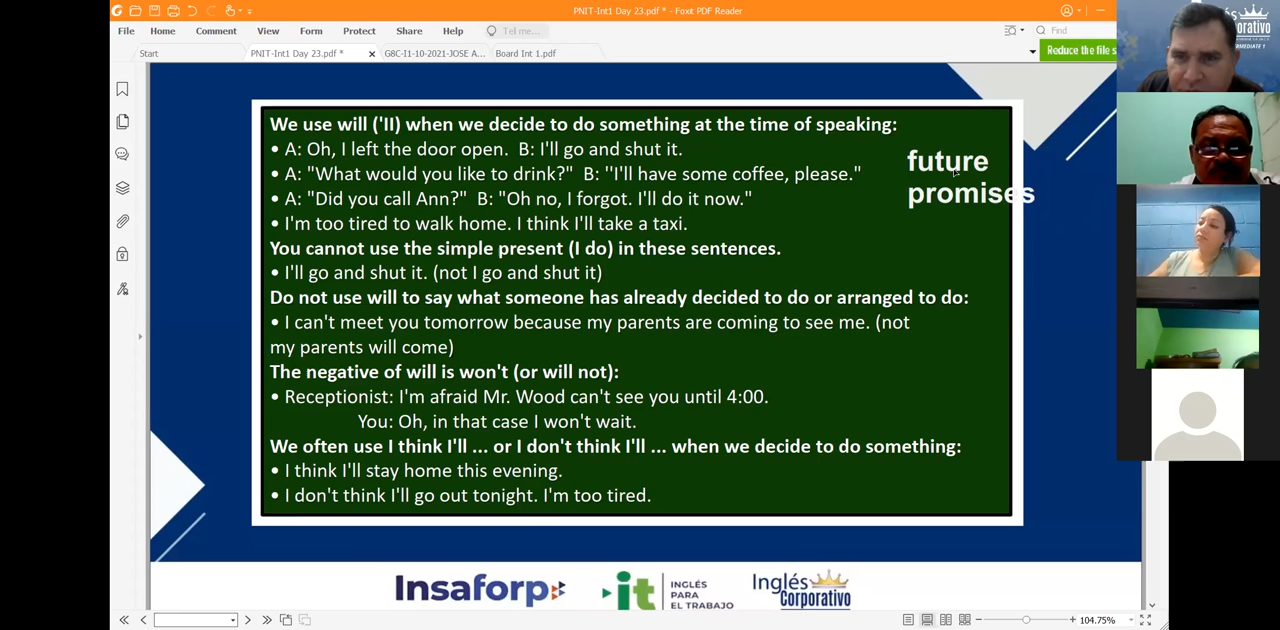 PNIT-Int1 Day 23.pdf * - Foxit PDF Reader
File Home Comment View Form Protect Share Help Tell me... Find
Start PNIT-Int1 Day 23.pdf * G8C-I1-10-2021-JOSE A... Board Int 1.pdf
Reduce the file s
We use will ('II) when we decide to do something at the time of speaking:
• A: Oh, I left the door open. B: I'll go and shut it.
• A: "What would you like to drink?" B: ''I'll have some coffee, please."
• A: "Did you call Ann?" B: "Oh no, I forgot. I'll do it now."
• I'm too tired to walk home. I think I'll take a taxi.
You cannot use the simple present (I do) in these sentences.
• I'll go and shut it. (not I go and shut it)
Do not use will to say what someone has already decided to do or arranged to do:
• I can't meet you tomorrow because my parents are coming to see me. (not
my parents will come)
The negative of will is won't (or will not):
• Receptionist: I'm afraid Mr. Wood can't see you until 4:00.
You: Oh, in that case I won't wait.
We often use I think I'll ... or I don't think I'll ... when we decide to do something:
• I think I'll stay home this evening.
• I don't think I'll go out tonight. I'm too tired.
future
promises
Insaforp
it
INGLÉS
PARA
EL TRABAJO
Inglés
Corporativo
104.75%